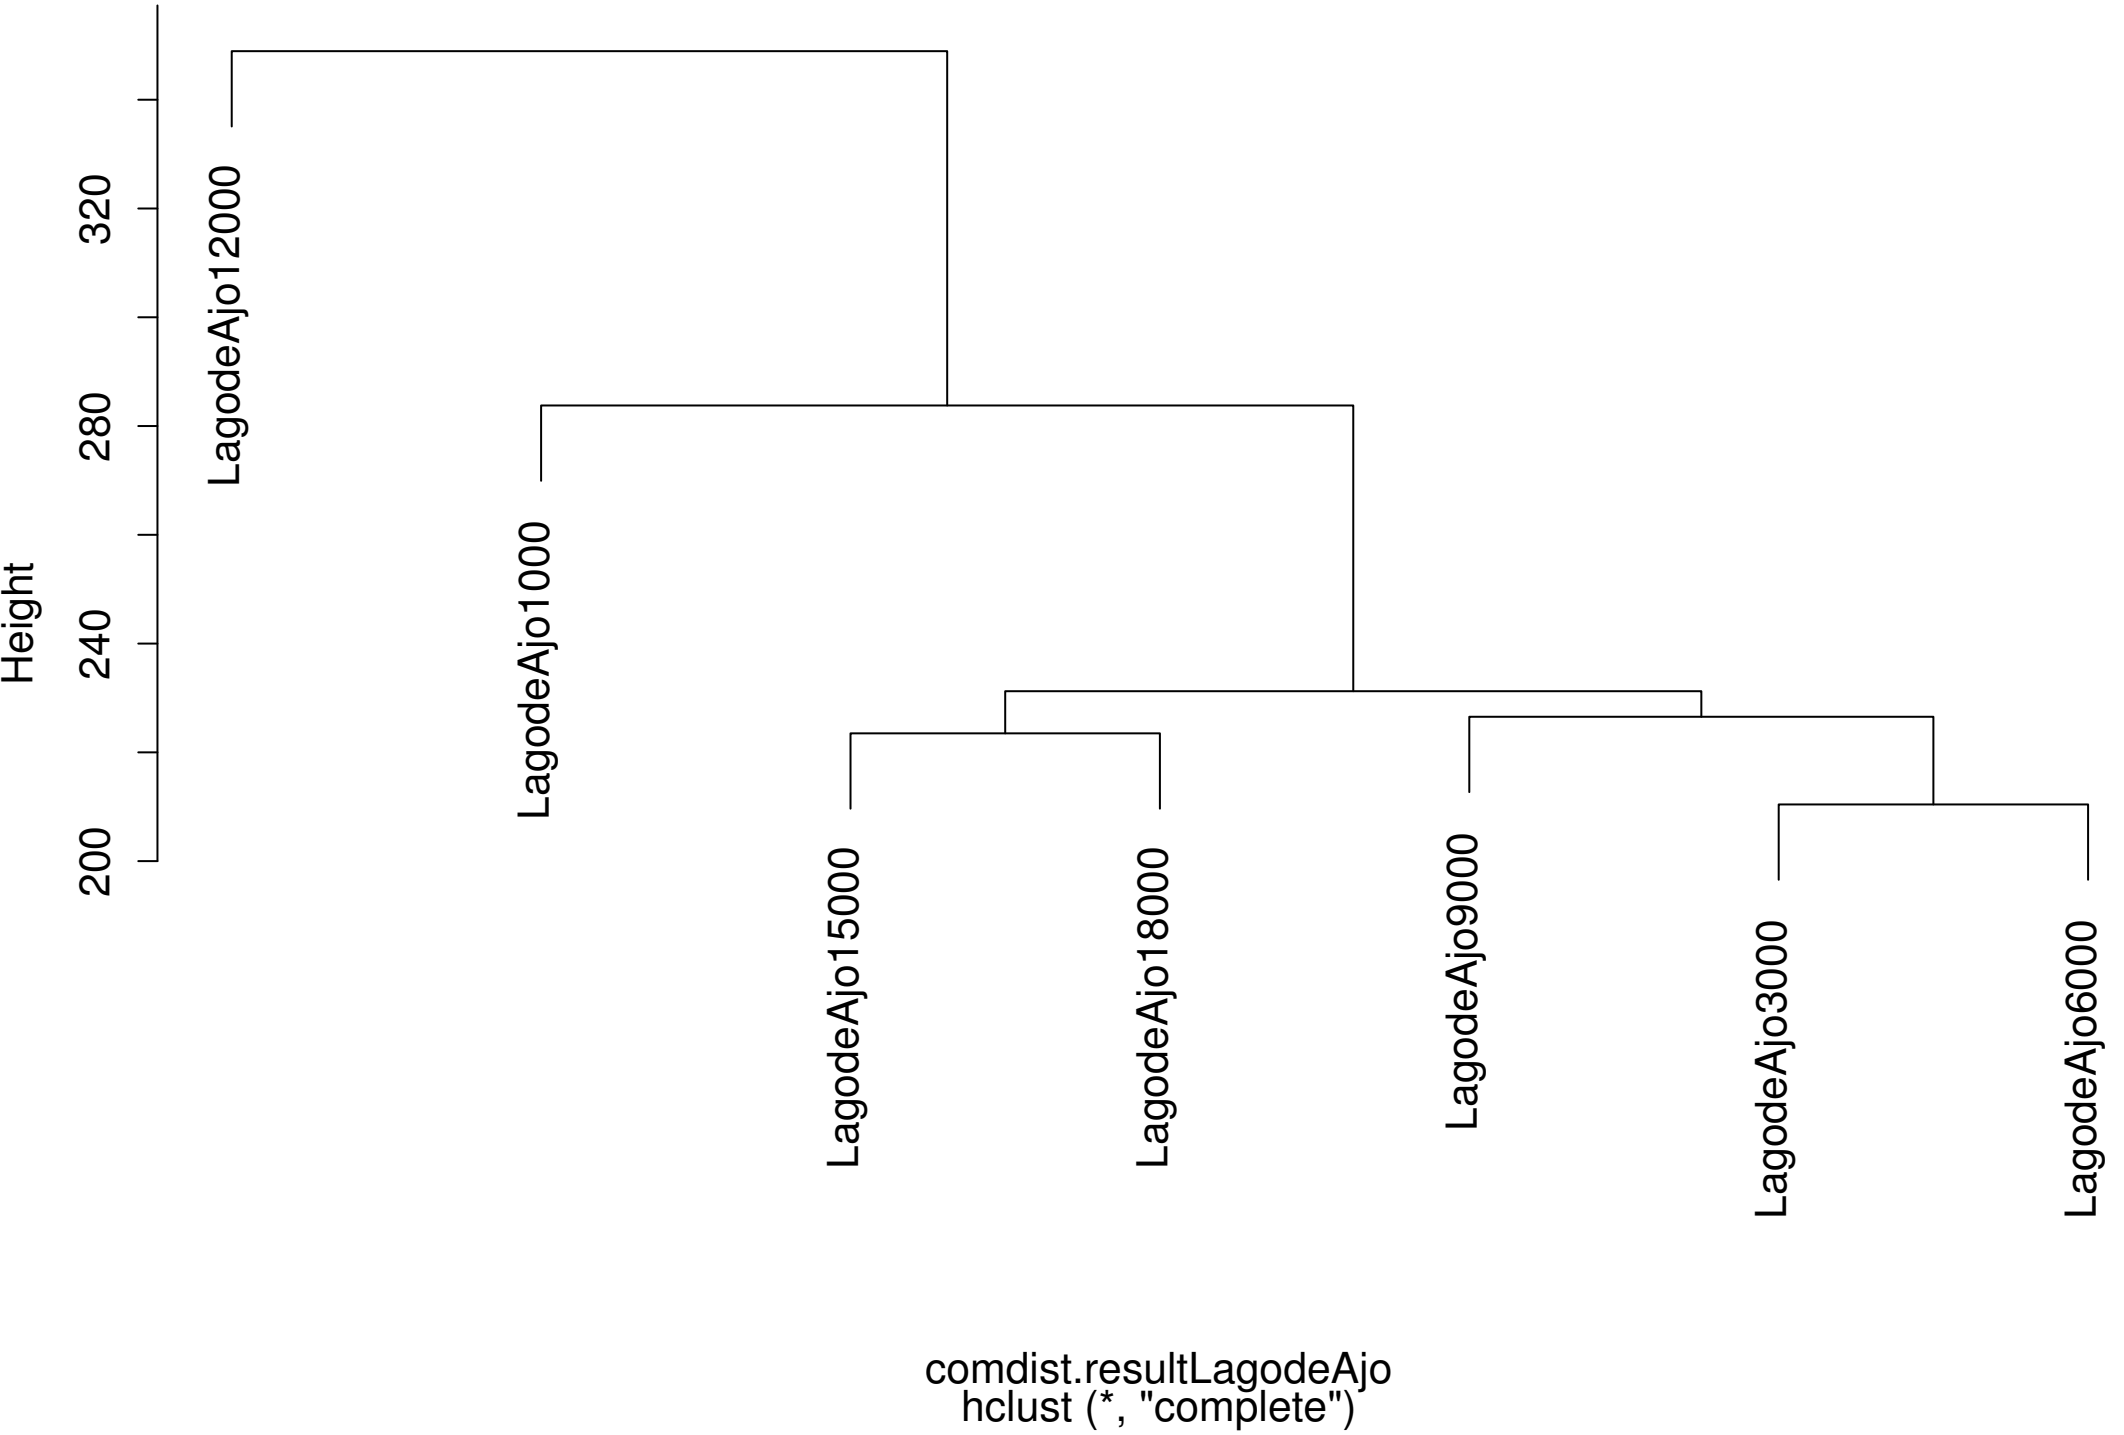 Height
320
280
240
200
LagodeAjo12000
LagodeAjo1000
LagodeAjo15000
LagodeAjo18000
LagodeAjo9000
LagodeAjo3000
LagodeAjo6000
comdist.resultLagodeAjo
hclust (*, "complete")